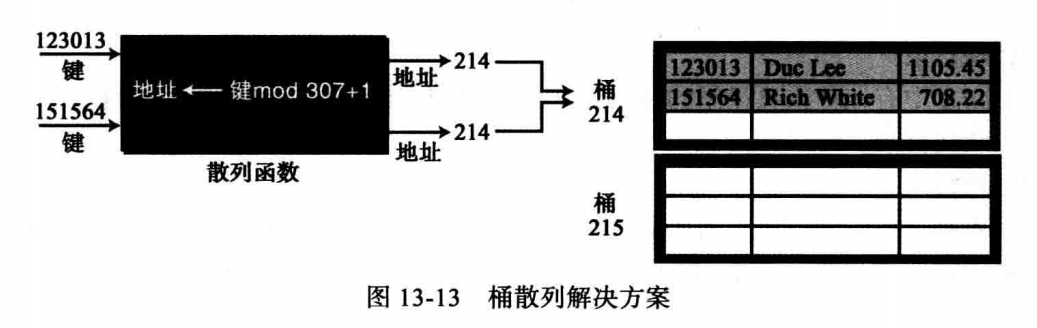 123013
键
151564
键
地址 ← 键mod 307+1
散列函数
214
地址
214
地址
桶
214
123013 Duc Lee 1105.45
151564 Rich White 708.22
桶
215
图 13-13 桶散列解决方案